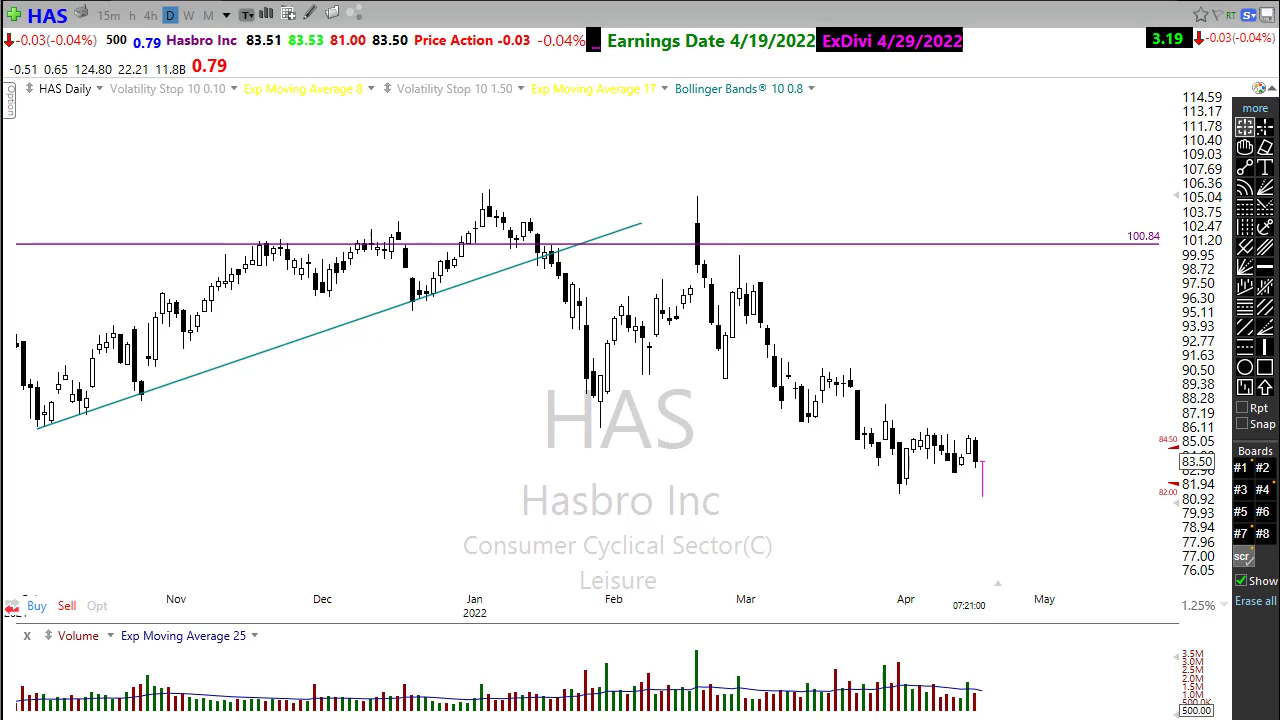 HAS 15m h 4h D W M T RT S
-0.03(-0.04%) 500 0.79 Hasbro Inc 83.51 83.53 81.00 83.50 Price Action -0.03 -0.04% ... Earnings Date 4/19/2022 ExDivi 4/29/2022 3.19 -0.03(-0.04%)
-0.51 0.65 124.80 22.21 11.8B 0.79
Option
HAS Daily Volatility Stop 10 0.10 Exp Moving Average 8 Volatility Stop 10 1.50 Exp Moving Average 17 Bollinger Bands® 10 0.8
114.59
113.17
111.78
110.40
109.03
107.69
106.36
105.04
103.75
102.47
100.84
101.20
99.95
98.72
97.50
96.30
95.11
93.93
92.77
91.63
90.50
89.38
88.28
87.19
86.11
84.50
85.05
83.50
82.96
81.94
82.00
80.92
79.93
78.94
77.96
77.00
76.05
HAS
Hasbro Inc
Consumer Cyclical Sector(C)
Leisure
Nov Dec Jan Feb Mar Apr May
2022
07:21:00
1.25%
Buy Sell Opt
X Volume Exp Moving Average 25
3.5M
3.0M
2.5M
2.0M
1.5M
1.0M
500.0K
500.00
more
T
Rpt
Snap
Boards
#1 #2
#3 #4
#5 #6
#7 #8
scr
Show
Erase all